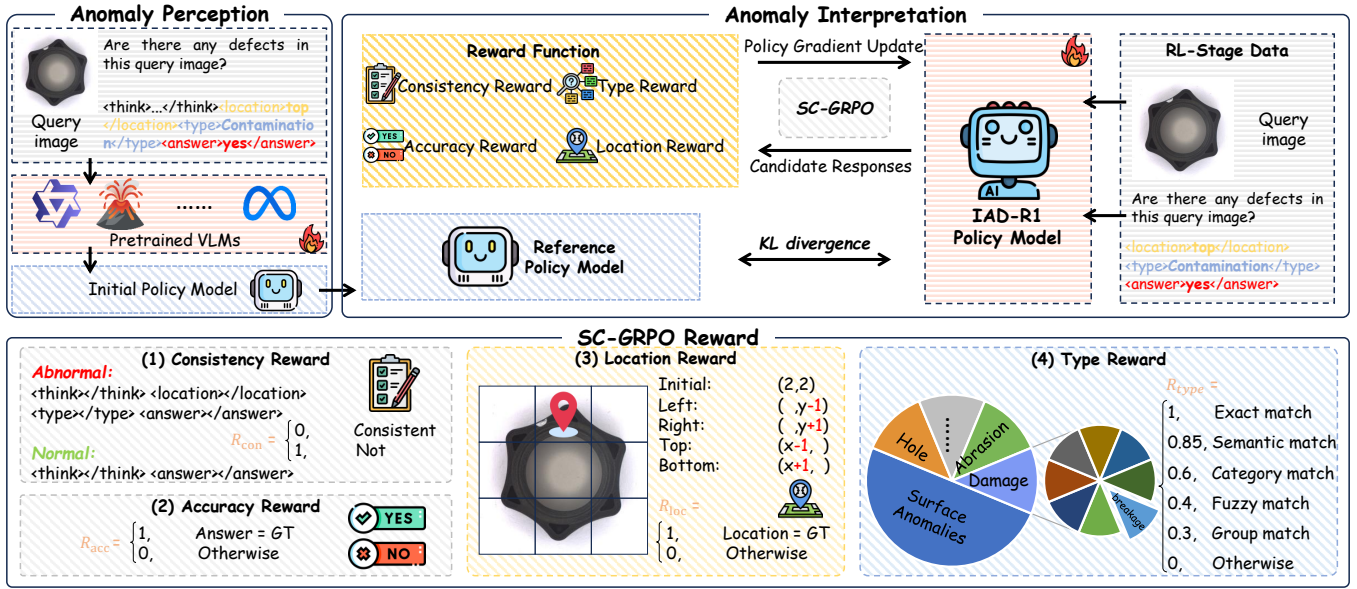 Anomaly Perception
Are there any defects in
this query image?
Query
image
<think>...</think><location>top
</location><type>Contaminatio
n</type><answer>yes</answer>
......
Pretrained VLMs
Initial Policy Model
Anomaly Interpretation
Reward Function
Consistency Reward
Type Reward
YES
NO
Accuracy Reward
Location Reward
Reference
Policy Model
Policy Gradient Update
SC-GRPO
Candidate Responses
KL divergence
AI
IAD-R1
Policy Model
RL-Stage Data
Query
image
Are there any defects in
this query image?
<location>top</location>
<type>Contamination</type>
<answer>yes</answer>
SC-GRPO Reward
(1) Consistency Reward
Abnormal:
<think></think> <location></location>
<type></type> <answer></answer>
Normal:
<think></think> <answer></answer>
R_con = { 0, Consistent
1, Not
(2) Accuracy Reward
R_acc = { 1, Answer = GT
0, Otherwise
YES
NO
(3) Location Reward
Initial: (2,2)
Left: ( ,y-1)
Right: ( ,y+1)
Top: (x-1, )
Bottom: (x+1, )
R_loc =
{ 1, Location = GT
0, Otherwise
(4) Type Reward
Hole
......
Abrasion
Damage
Surface
Anomalies
breakage
R_type =
{ 1, Exact match
0.85, Semantic match
0.6, Category match
0.4, Fuzzy match
0.3, Group match
0, Otherwise